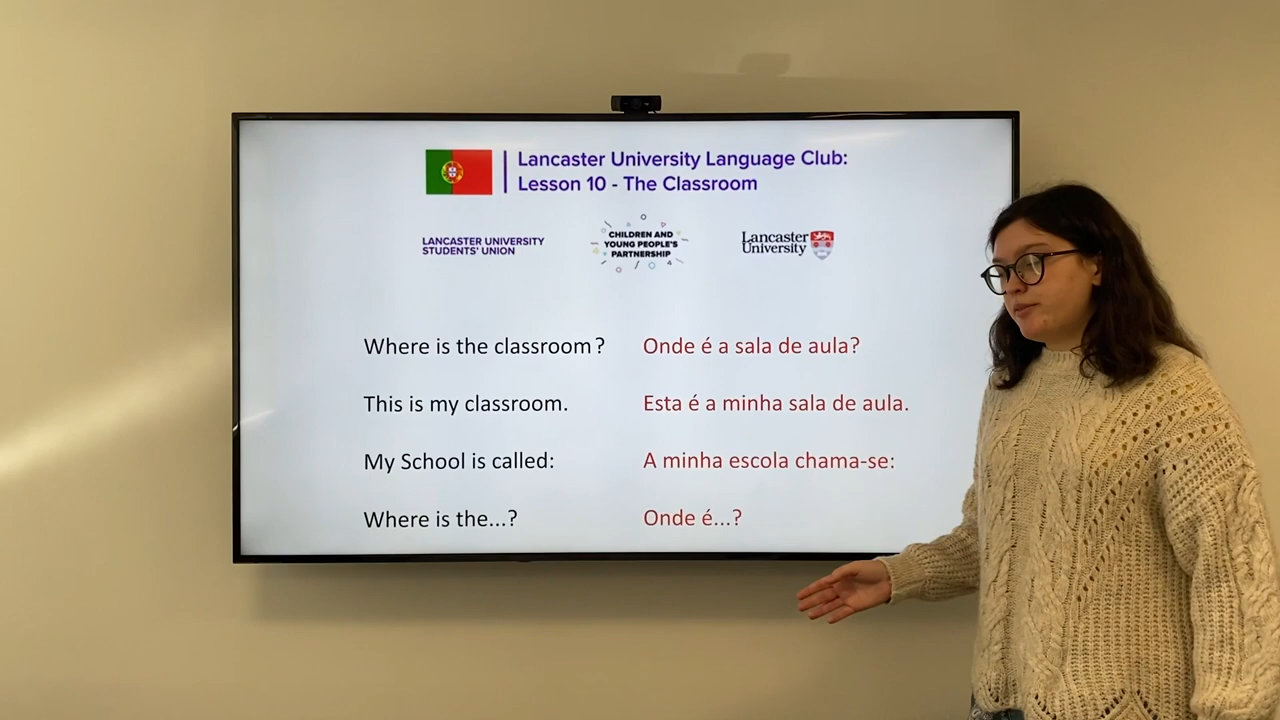 Lancaster University Language Club:
Lesson 10 - The Classroom
LANCASTER UNIVERSITY
STUDENTS' UNION
CHILDREN AND
YOUNG PEOPLE'S
PARTNERSHIP
Lancaster
University
Where is the classroom? Onde é a sala de aula?
This is my classroom. Esta é a minha sala de aula.
My School is called: A minha escola chama-se:
Where is the...? Onde é...?